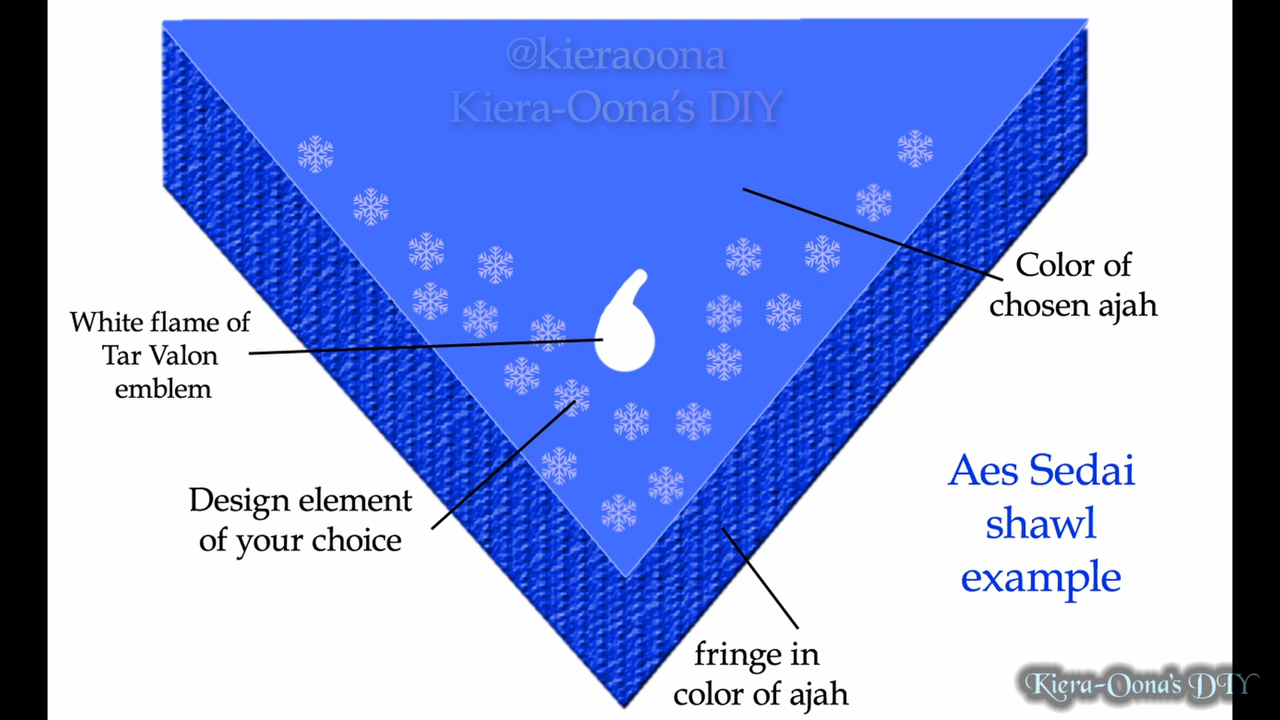 @kieraoona
Kiera-Oona's DIY
Color of
chosen ajah
White flame of
Tar Valon
emblem
Design element
of your choice
Aes Sedai
shawl
example
fringe in
color of ajah
Kiera-Oona's DIY